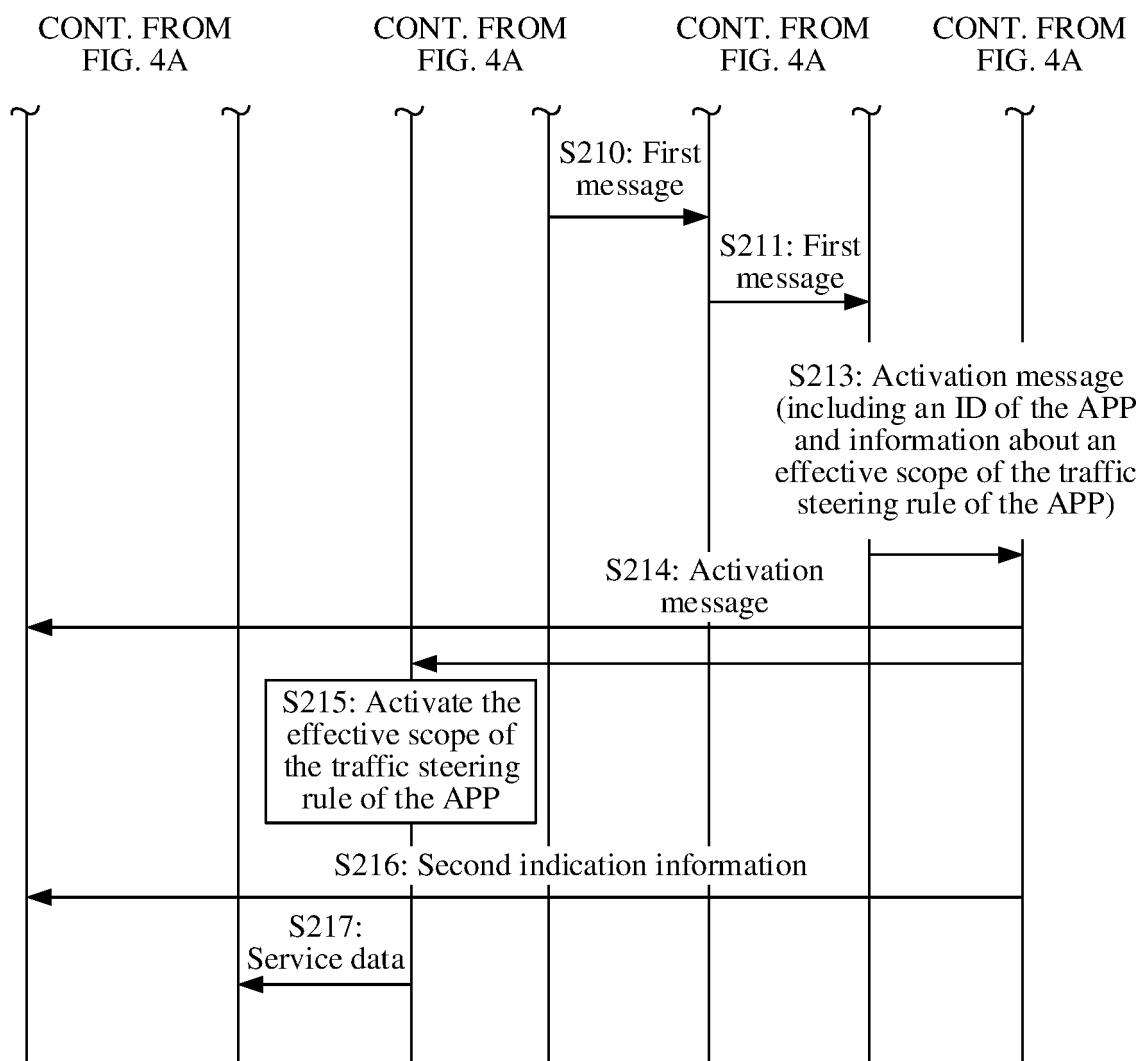 CONT. FROM
FIG. 4A
CONT. FROM
FIG. 4A
CONT. FROM
FIG. 4A
CONT. FROM
FIG. 4A
S210: First
message
S211: First
message
S213: Activation message
(including an ID of the APP
and information about an
effective scope of the traffic
steering rule of the APP)
S214: Activation
message
S215: Activate the
effective scope of
the traffic steering
rule of the APP
S216: Second indication information
S217:
Service data